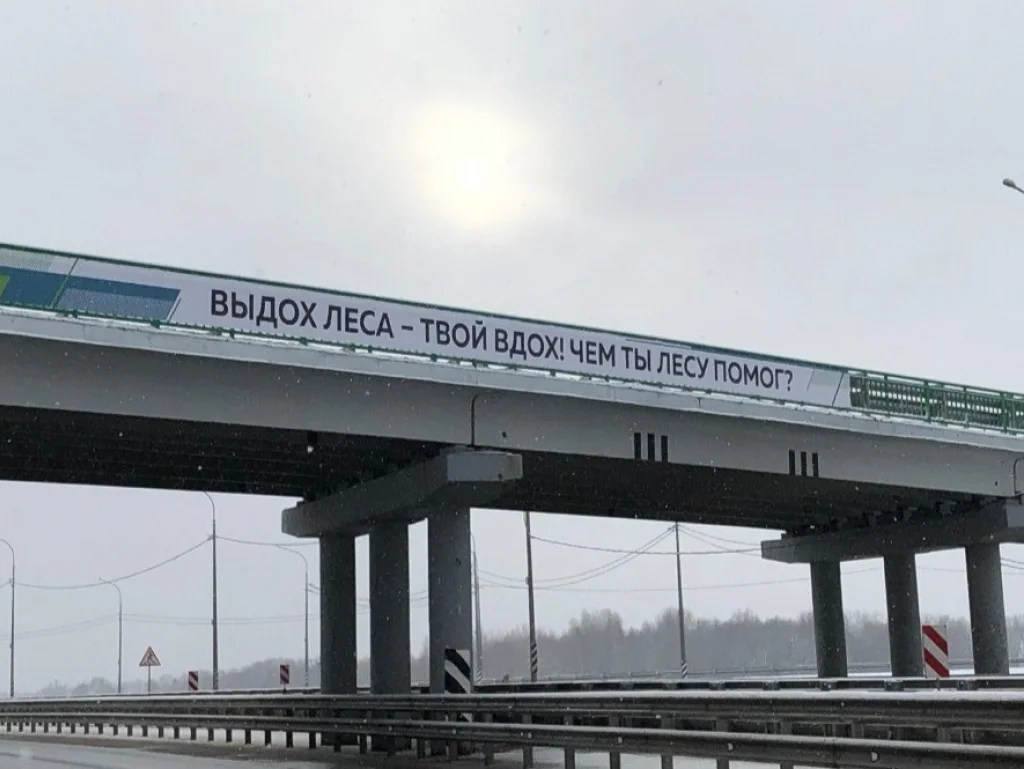 ВЫДОХ ЛЕСА – ТВОЙ ВДОХ! ЧЕМ ТЫ ЛЕСУ ПОМОГ?